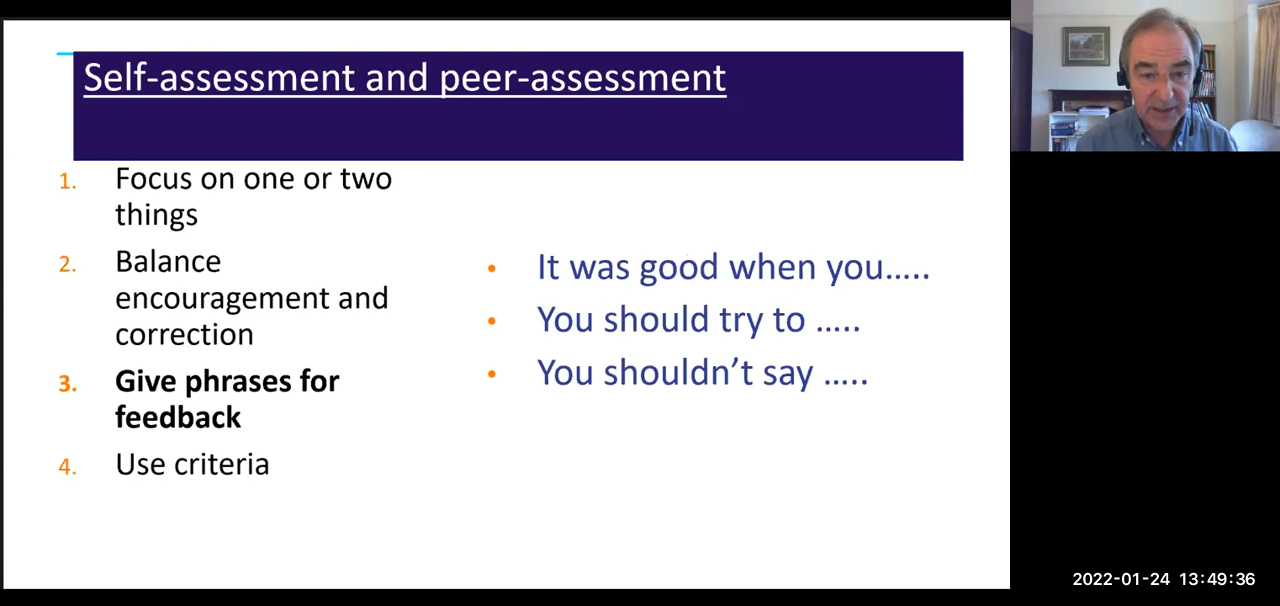 Self-assessment and peer-assessment
1. Focus on one or two
things
2. Balance
encouragement and
correction
3. Give phrases for
feedback
4. Use criteria
• It was good when you.....
• You should try to .....
• You shouldn't say .....
2022-01-24 13:49:36